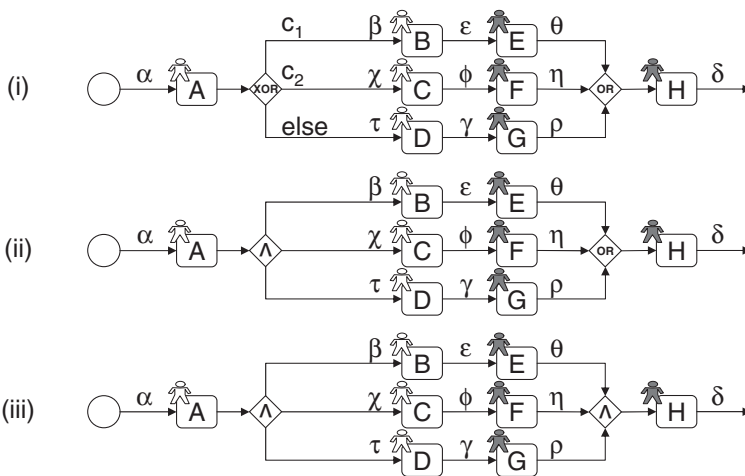 c₁ β B ε E θ
(i) α A XOR c₂ χ C φ F η OR H δ
else τ D γ G ρ
β B ε E θ
(ii) α A Λ χ C φ F η OR H δ
τ D γ G ρ
β B ε E θ
(iii) α A Λ χ C φ F η Λ H δ
τ D γ G ρ